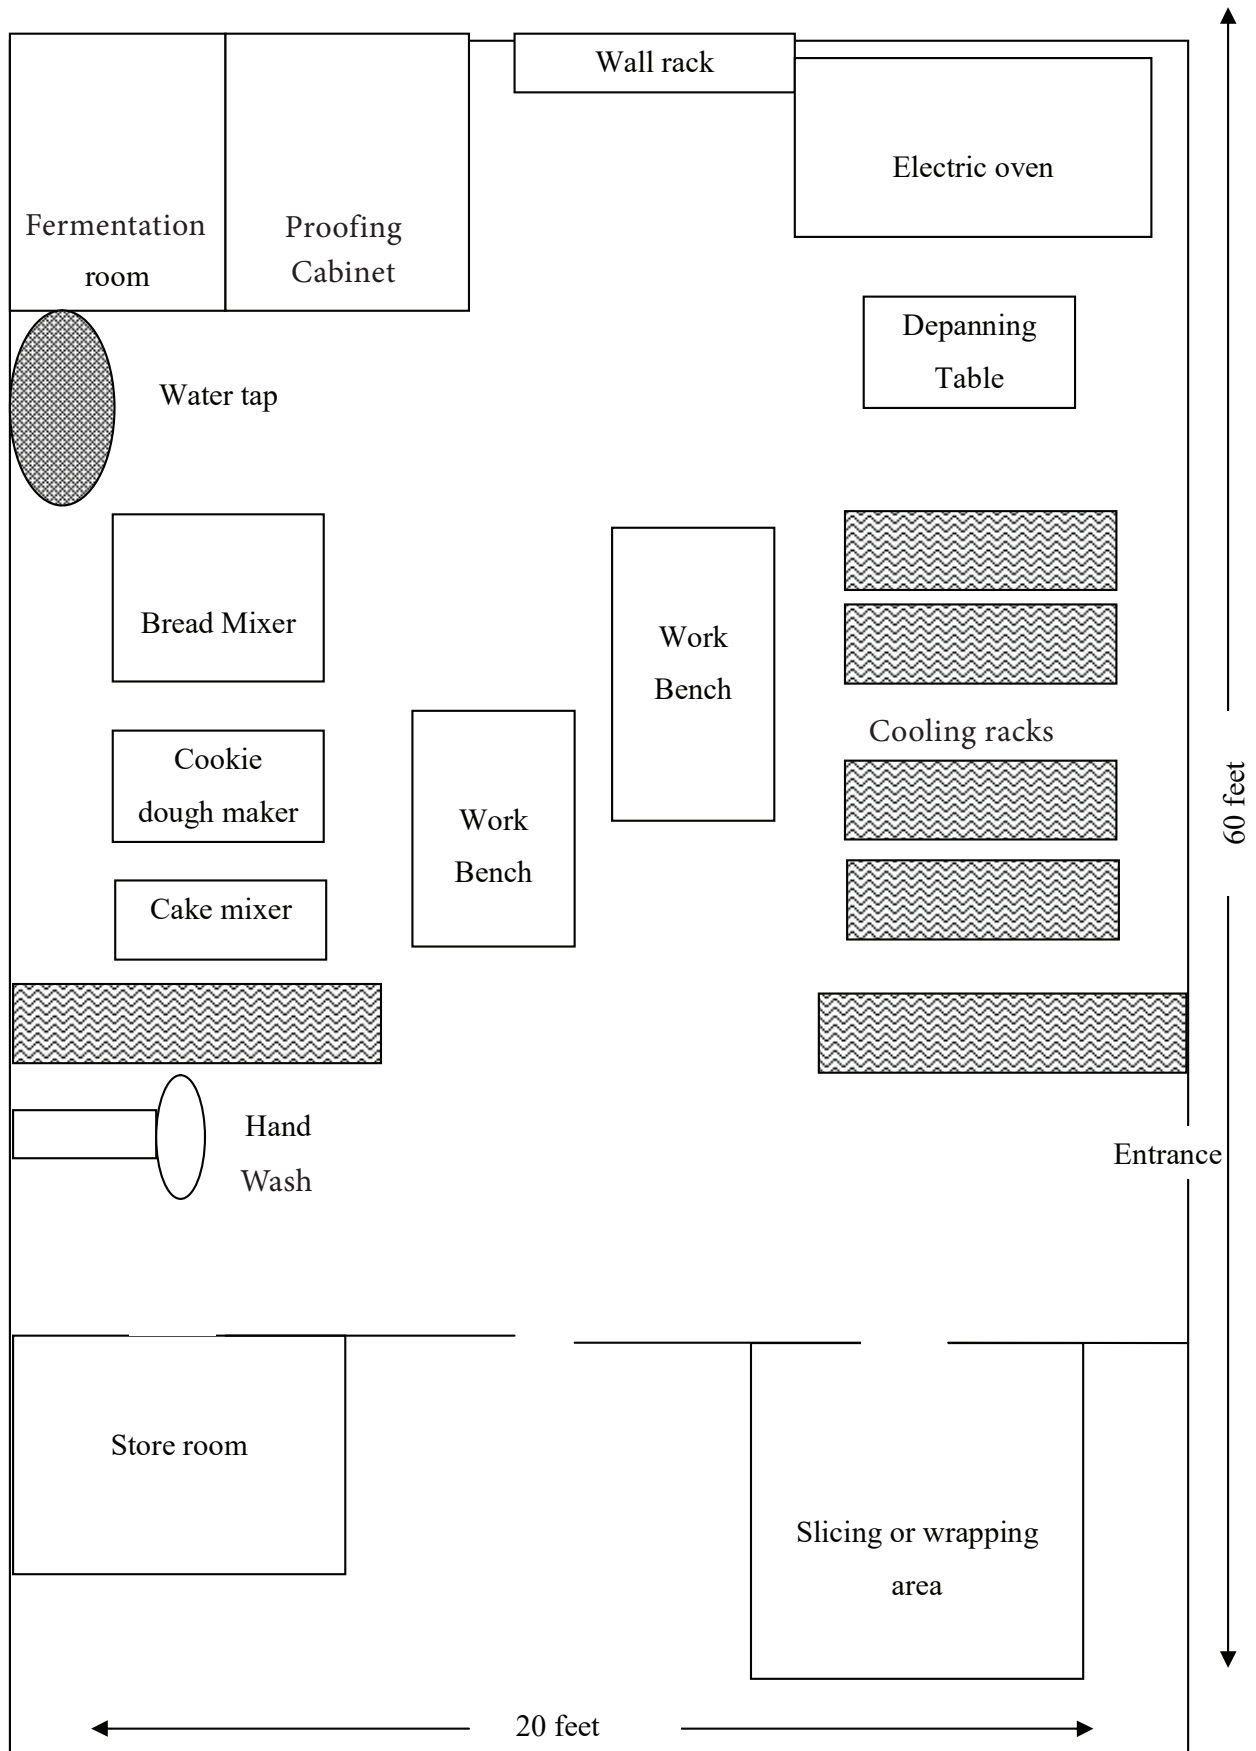 Wall rack
Electric oven
Fermentation
room
Proofing
Cabinet
Depanning
Table
Water tap
Bread Mixer
Work
Bench
Cooling racks
Cookie
dough maker
Work
Bench
60 feet
Cake mixer
Hand
Wash
Entrance
Store room
Slicing or wrapping
area
20 feet